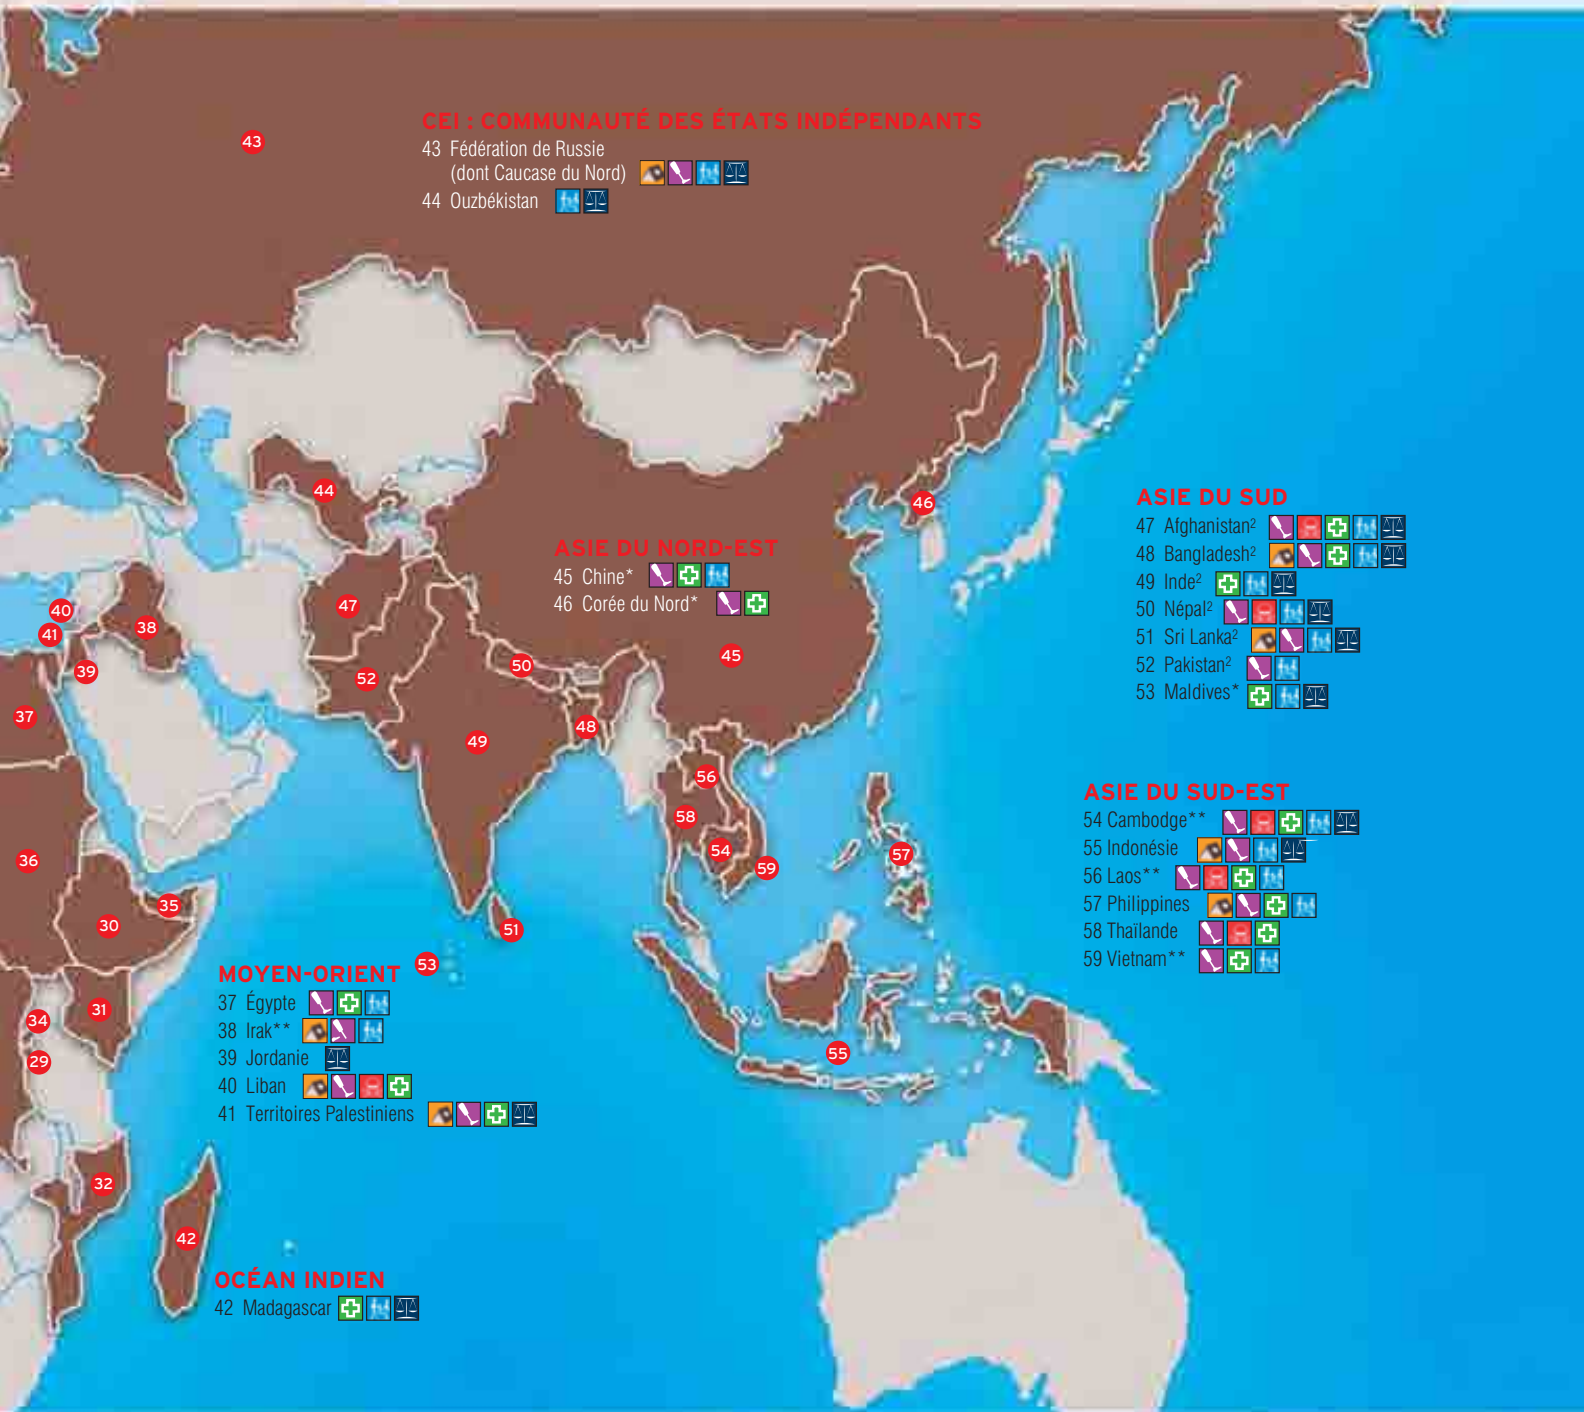 CEI : COMMUNAUTÉ DES ÉTATS INDÉPENDANTS
43 Fédération de Russie
(dont Caucase du Nord)
44 Ouzbékistan
43
44
46
ASIE DU NORD-EST
45 Chine*
46 Corée du Nord*
ASIE DU SUD
47 Afghanistan²
48 Bangladesh²
49 Inde²
50 Népal²
51 Sri Lanka²
52 Pakistan²
53 Maldives*
40
41
38
47
39
52
50
45
37
49
48
56
58
54
59
57
36
35
30
51
53
ASIE DU SUD-EST
54 Cambodge**
55 Indonésie
56 Laos**
57 Philippines
58 Thaïlande
59 Vietnam**
MOYEN-ORIENT
37 Égypte
38 Irak**
39 Jordanie
40 Liban
41 Territoires Palestiniens
31
34
29
55
32
42
OCÉAN INDIEN
42 Madagascar